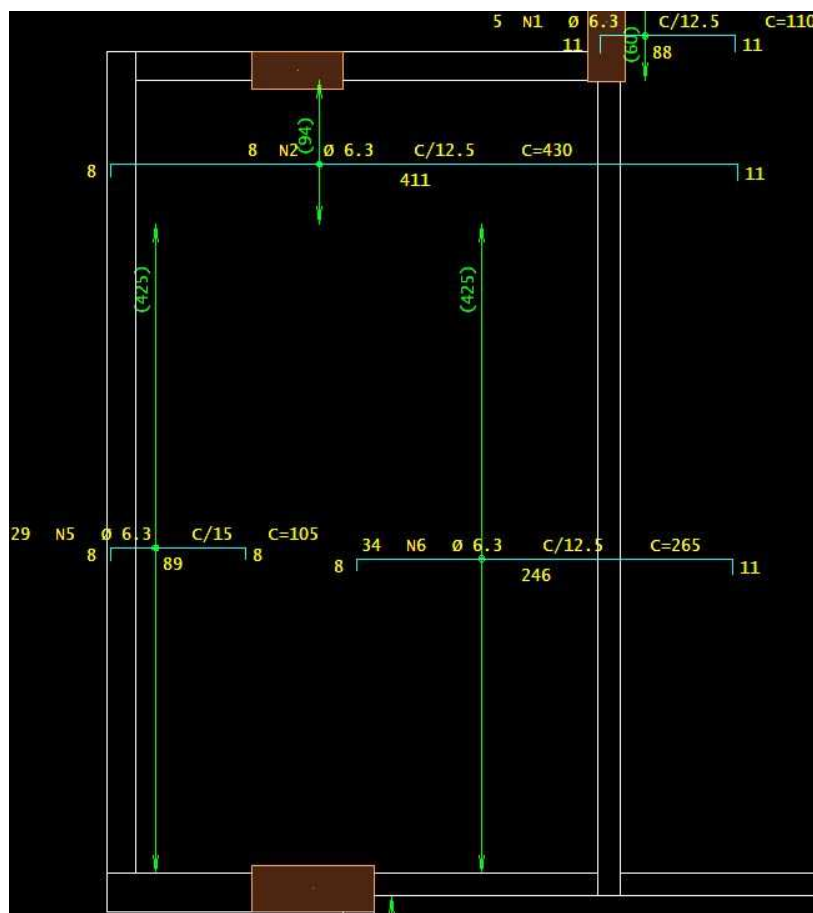 5 N1 Ø 6.3 C/12.5 C=110
11 (60) 88 11
(94)
8 N2 Ø 6.3 C/12.5 C=430
8 411 11
(425) (425)
29 N5 Ø 6.3 C/15 C=105
8 89 8
34 N6 Ø 6.3 C/12.5 C=265
8 246 11